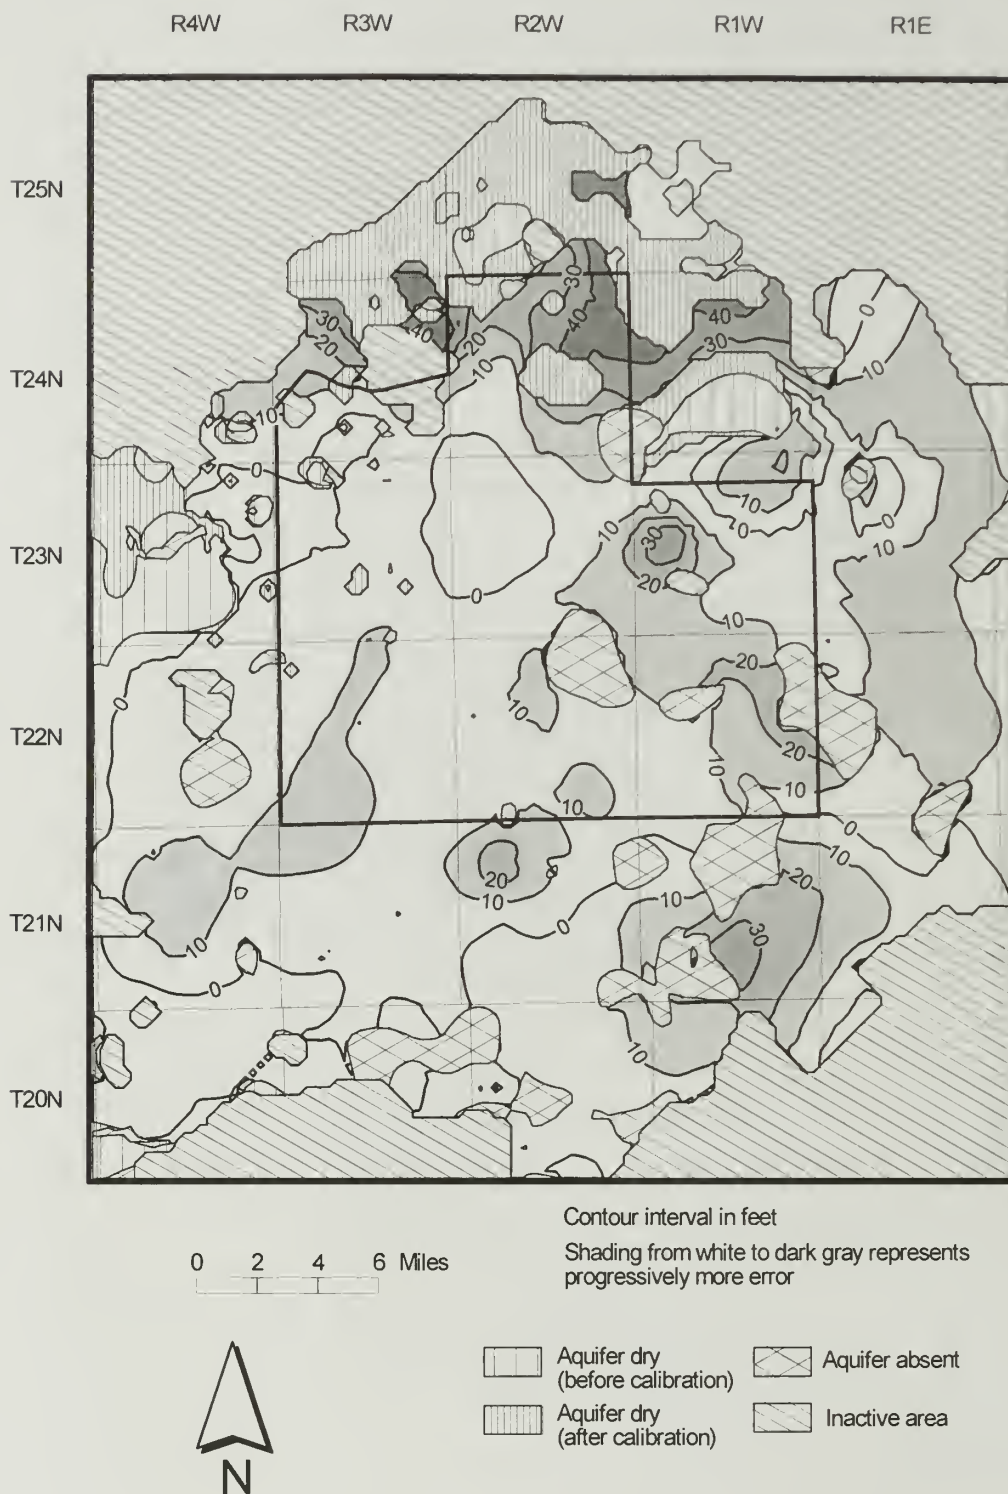 R4W R3W R2W R1W R1E
T25N
30
30
40
40
20
40
30
0
20
T24N
10
10
10
10
0
10
0
0
10
30
T23N
10
20
0
10
20
10
0
T22N
20
10
10
10
0
10
20
20
10
10
T21N
0
30
10
0
10
T20N
Contour interval in feet
Shading from white to dark gray represents
progressively more error
0 2 4 6 Miles
Aquifer dry
(before calibration)
Aquifer absent
Aquifer dry
(after calibration)
Inactive area
N